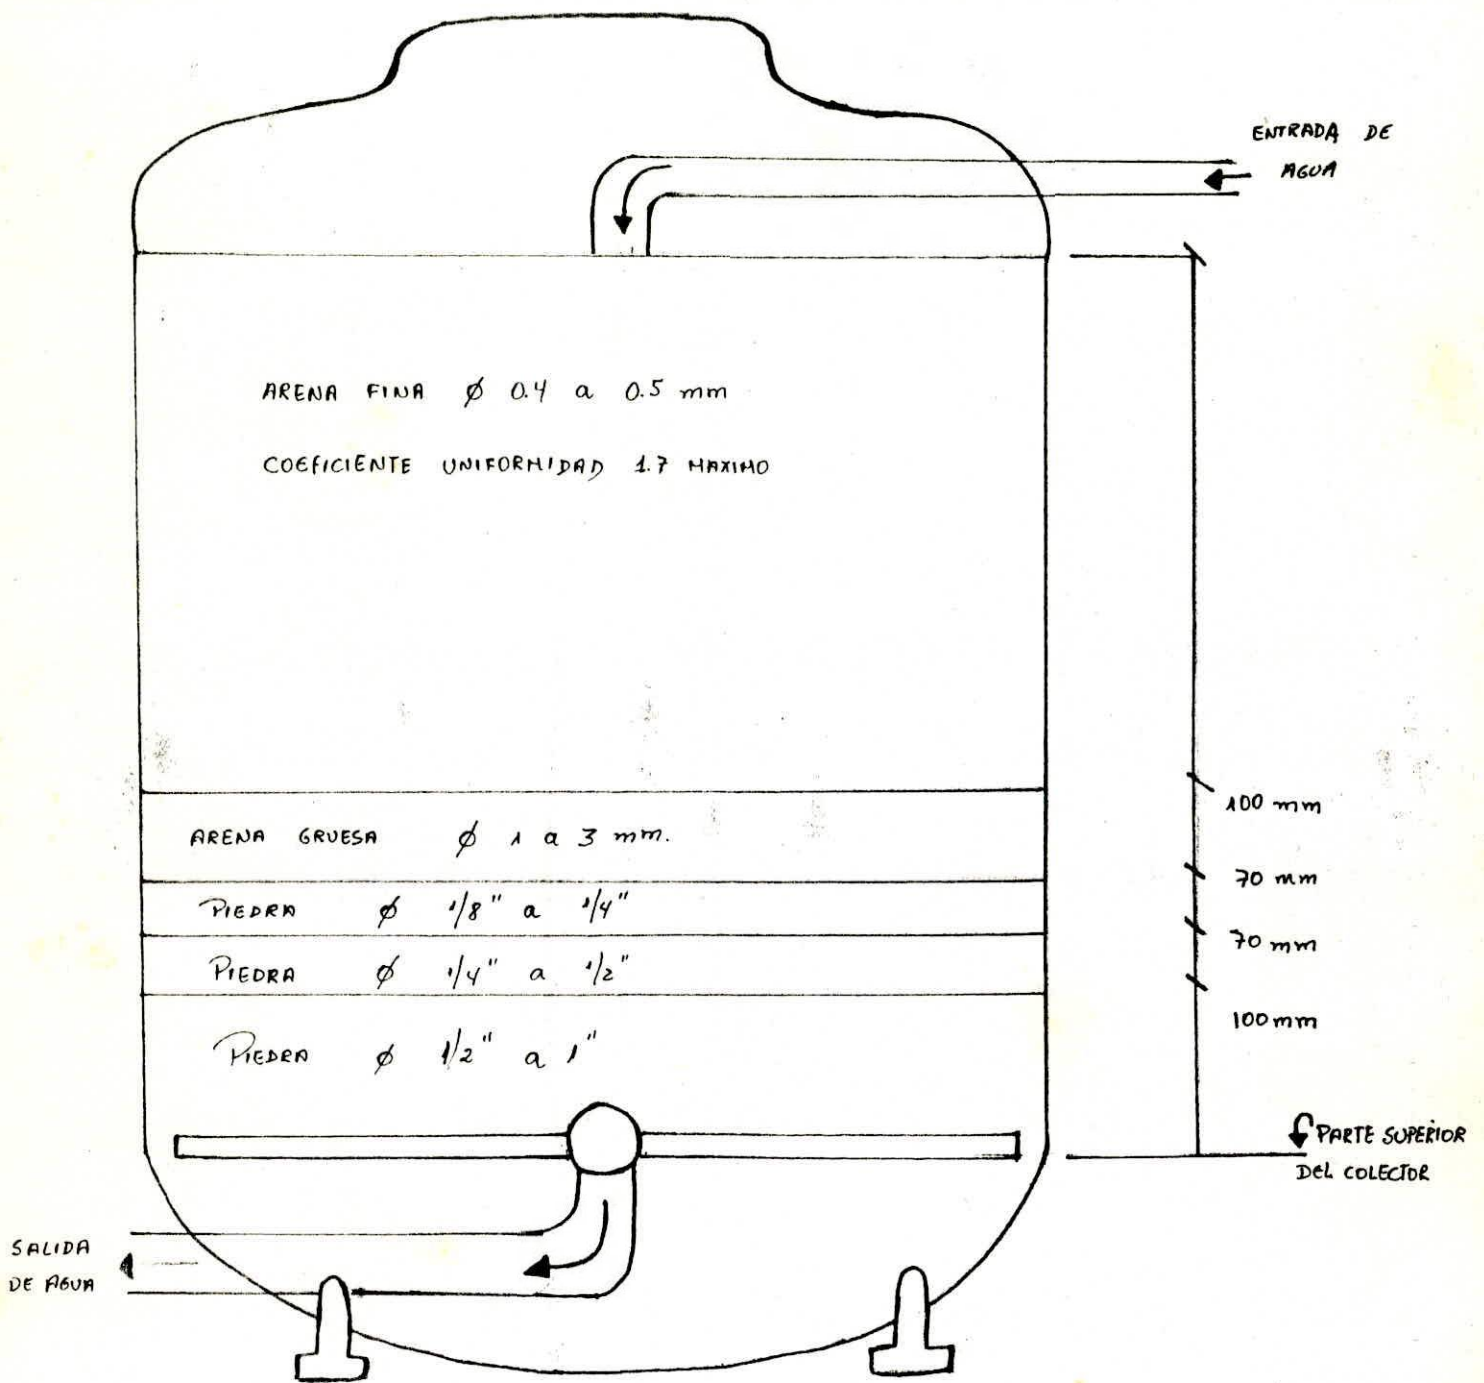 ENTRADA DE
AGUA
ARENA FINA ø 0.4 a 0.5 mm
COEFICIENTE UNIFORMIDAD 1.7 MAXIMO
100 mm
ARENA GRUESA ø 1 a 3 mm.
70 mm
PIEDRA ø 1/8" a 1/4"
70 mm
PIEDRA ø 1/4" a 1/2"
100 mm
PIEDRA ø 1/2" a 1"
PARTE SUPERIOR
DEL COLECTOR
SALIDA
DE AGUA